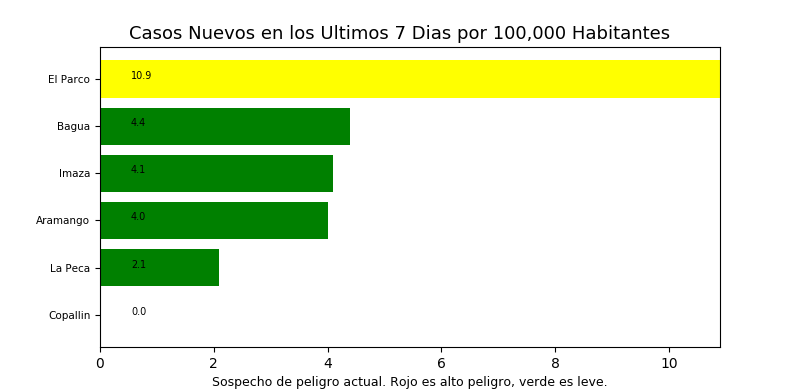 Casos Nuevos en los Ultimos 7 Dias por 100,000 Habitantes
El Parco 10.9
Bagua 4.4
Imaza 4.1
Aramango 4.0
La Peca 2.1
Copallin 0.0
0 2 4 6 8 10
Sospecho de peligro actual. Rojo es alto peligro, verde es leve.